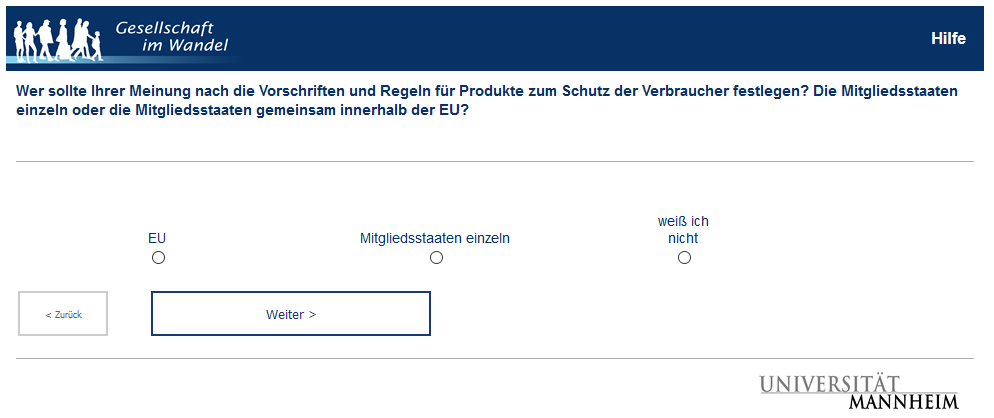 Gesellschaft
im Wandel
Hilfe
Wer sollte Ihrer Meinung nach die Vorschriften und Regeln für Produkte zum Schutz der Verbraucher festlegen? Die Mitgliedsstaaten
einzeln oder die Mitgliedsstaaten gemeinsam innerhalb der EU?
EU
Mitgliedsstaaten einzeln
weiß ich
nicht
< Zurück
Weiter >
UNIVERSITÄT
MANNHEIM